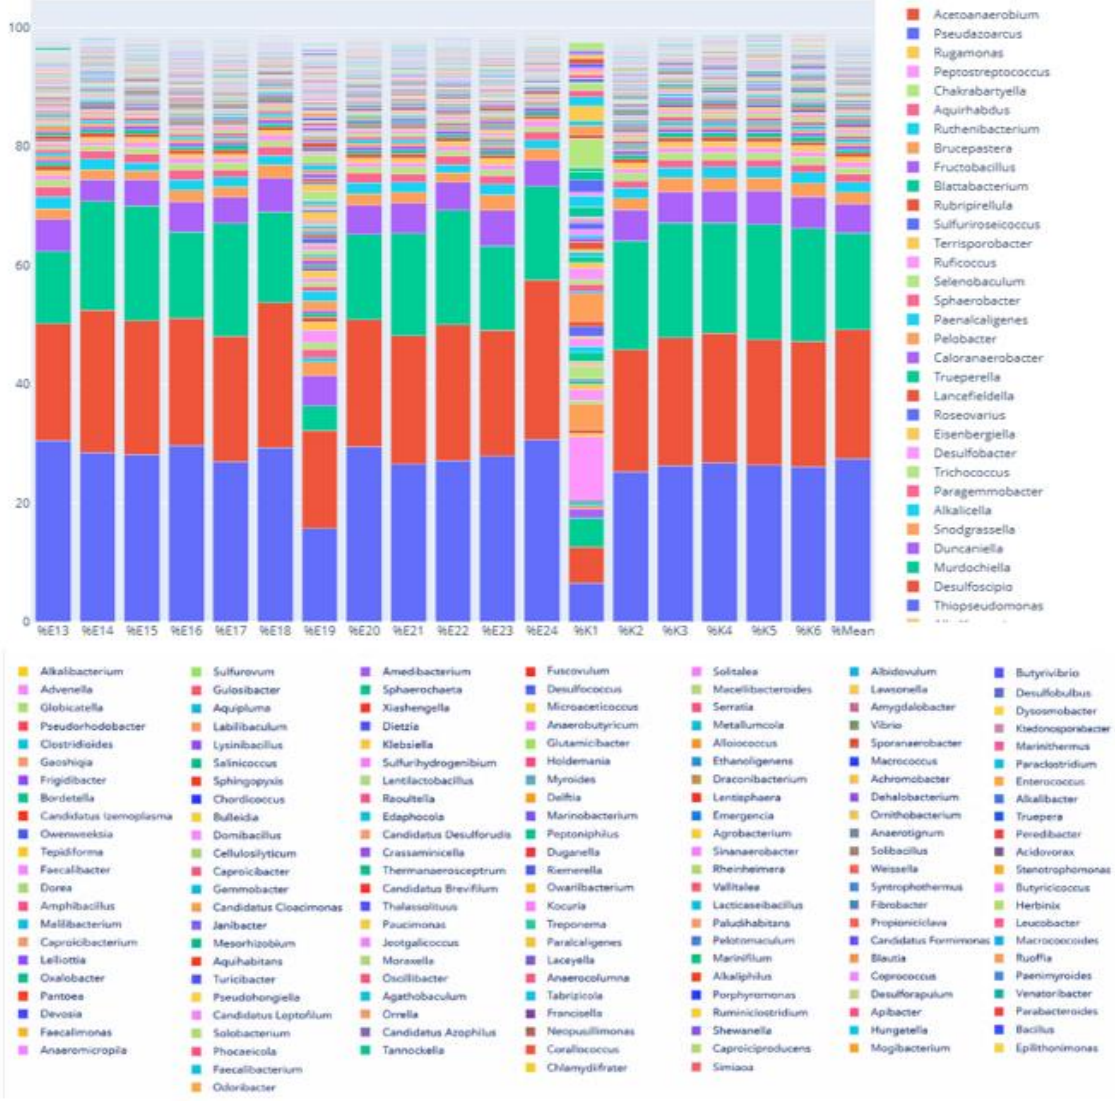 100
80
60
40
20
0
%E13 %E14 %E15 %E16 %E17 %E18 %E19 %E20 %E21 %E22 %E23 %E24 %K1 %K2 %K3 %K4 %K5 %K6 %Mean
Acetoanaerobium
Pseudazoarcus
Rugamonas
Peptostreptococcus
Chakrabartyella
Aquirhabdus
Ruthenibacterium
Brucepastera
Fructobacillus
Blattabacterium
Rubripirellula
Sulfuriroseicoccus
Terrisporobacter
Ruficoccus
Selenobaculum
Sphaerobacter
Paenalcaligenes
Pelobacter
Caloranaerobacter
Trueperella
Lancefieldella
Roseovarius
Eisenbergiella
Desulfobacter
Trichococcus
Paragemmobacter
Alkalicella
Snodgrassella
Duncaniella
Murdochiella
Desulfoscipio
Thiopseudomonas
Alkalibacterium
Advenella
Globicatella
Pseudorhodobacter
Clostridioides
Gaoshiqia
Frigidibacter
Bordetella
Candidatus Izemoplasma
Owenweeksia
Tepidiforma
Faecalibacter
Dorea
Amphibacillus
Malilibacterium
Caproicibacterium
Lelliottia
Oxalobacter
Pantoea
Devosia
Faecalimonas
Anaeromicropila
Sulfurovum
Gulosibacter
Aquipluma
Labilibaculum
Lysinibacillus
Salinicoccus
Sphingopyxis
Chordicoccus
Bulleidia
Domibacillus
Cellulosilyticum
Caproicibacter
Gemmobacter
Candidatus Cloacimonas
Janibacter
Mesorhizobium
Aquihabitans
Turicibacter
Pseudohongiella
Candidatus Leptofilum
Solobacterium
Phocaeicola
Faecalibacterium
Odoribacter
Amedibacterium
Sphaerochaeta
Xiashengella
Dietzia
Klebsiella
Sulfurihydrogenibium
Lentilactobacillus
Raoultella
Edaphocola
Candidatus Desulforudis
Crassaminicella
Thermanaerosceptrum
Candidatus Brevifilum
Thalassolituus
Paucimonas
Jeotgalicoccus
Moraxella
Oscillibacter
Agathobaculum
Orrella
Candidatus Azophilus
Tannockella
Fuscovulum
Desulfococcus
Microaceticoccus
Anaerobutyricum
Glutamicibacter
Holdemania
Myroides
Delftia
Marinobacterium
Peptoniphilus
Duganella
Riemerella
Owariibacterium
Kocuria
Treponema
Paralcaligenes
Laceyella
Anaerocolumna
Tabrizicola
Francisella
Neopusillimonas
Corallococcus
Chlamydiifrater
Solitalea
Macellibacteroides
Serratia
Metallumcola
Alloiococcus
Ethanoligenens
Draconibacterium
Lentisphaera
Emergencia
Agrobacterium
Sinanaerobacter
Rheinheimera
Vallitalea
Lacticaseibacillus
Paludihabitans
Pelotomaculum
Marinifilum
Alkaliphilus
Porphyromonas
Ruminiclostridium
Shewanella
Caproiciproducens
Simiaoa
Albidovulum
Lawsonella
Amygdalobacter
Vibrio
Sporanaerobacter
Macrococcus
Achromobacter
Dehalobacterium
Ornithobacterium
Anaerotignum
Solibacillus
Weissella
Syntrophothermus
Fibrobacter
Propioniciclava
Candidatus Formimonas
Blautia
Coprococcus
Desulforapulum
Apibacter
Hungatella
Mogibacterium
Butyrivibrio
Desulfobulbus
Dysosmobacter
Ktedonosporobacter
Marinithermus
Paraclostridium
Enterococcus
Alkalibacter
Truepera
Peredibacter
Acidovorax
Stenotrophomonas
Butyricicoccus
Herbinix
Leucobacter
Macrococcoides
Ruoffia
Paenimyroides
Venatoribacter
Parabacteroides
Bacillus
Epilithonimonas